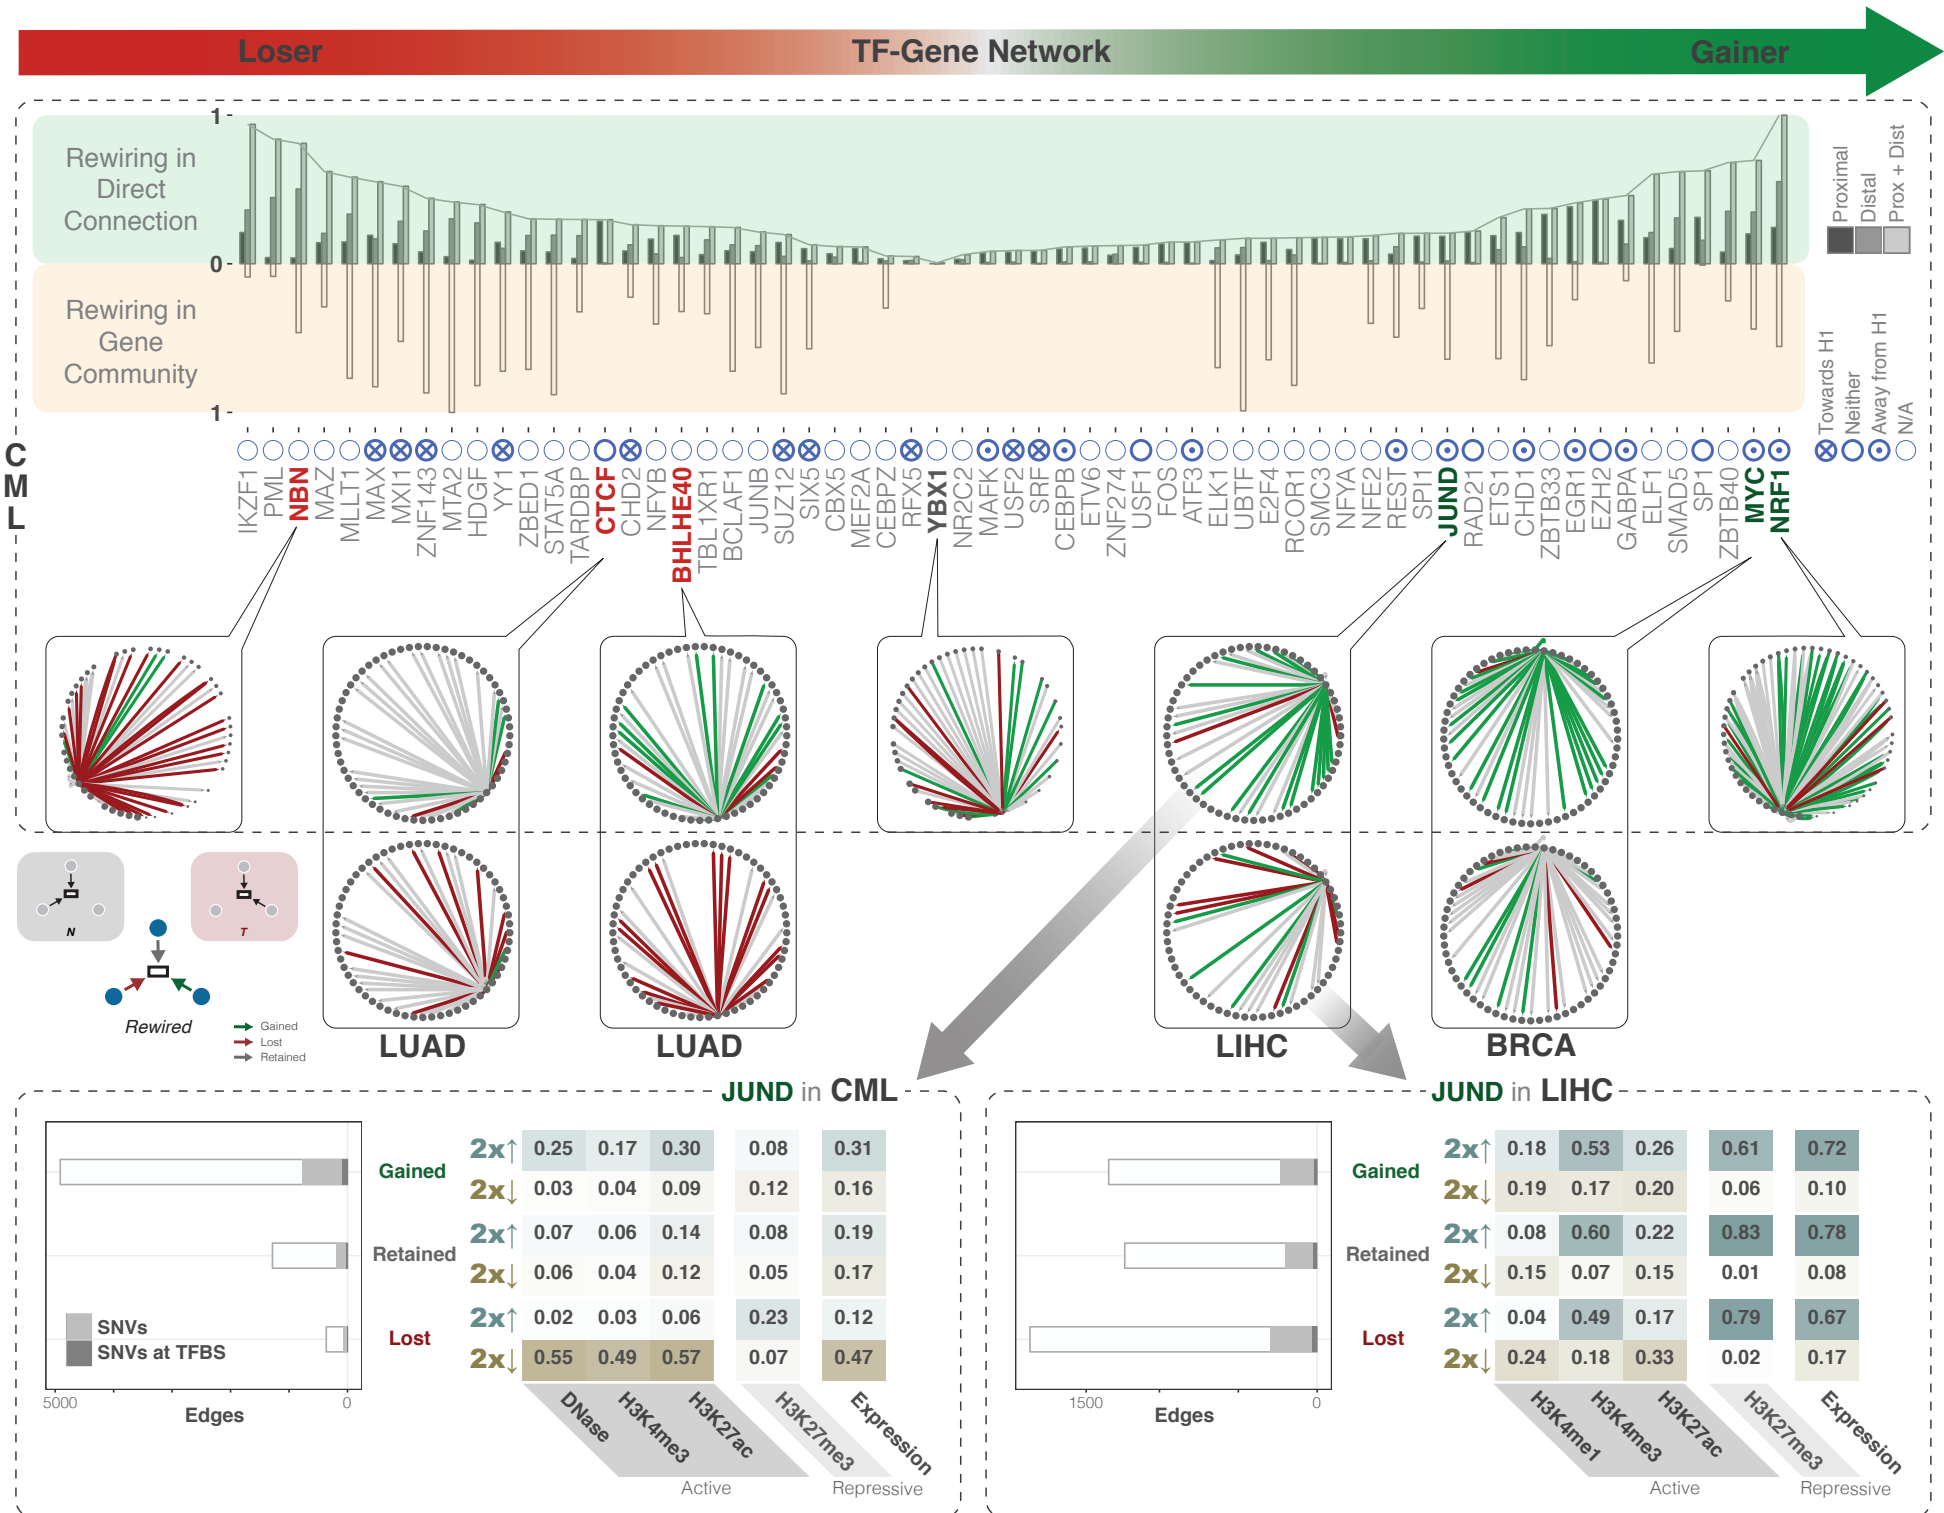 Loser
TF-Gene Network
Gainer
1
Rewiring in
Direct
Connection
0
Rewiring in
Gene
Community
1
Proximal
Distal
Prox + Dist
Towards H1
Neither
Away from H1
N/A
C
M
L
IKZF1
PML
NBN
MAZ
MLLT1
MAX
MXI1
ZNF143
MTA2
HDGF
YY1
ZBED1
STAT5A
TARDBP
CTCF
CHD2
NFYB
BHLHE40
TBL1XR1
BCLAF1
JUNB
SUZ12
SIX5
CBX5
MEF2A
CEBPZ
RFX5
YBX1
NR2C2
MAFK
USF2
SRF
CEBPB
ETV6
ZNF274
USF1
FOS
ATF3
ELK1
UBTF
E2F4
RCOR1
SMC3
NFYA
NFE2
REST
SPI1
JUND
RAD21
ETS1
CHD1
ZBTB33
EGR1
EZH2
GABPA
ELF1
SMAD5
SP1
ZBTB40
MYC
NRF1
N
T
Rewired
Gained
Lost
Retained
LUAD
LUAD
LIHC
BRCA
JUND in CML
Gained
Retained
Lost
SNVs
SNVs at TFBS
5000
0
Edges
2x↑ 0.25 0.17 0.30 0.08 0.31
2x↓ 0.03 0.04 0.09 0.12 0.16
2x↑ 0.07 0.06 0.14 0.08 0.19
2x↓ 0.06 0.04 0.12 0.05 0.17
2x↑ 0.02 0.03 0.06 0.23 0.12
2x↓ 0.55 0.49 0.57 0.07 0.47
DNase
H3K4me3
H3K27ac
H3K27me3
Expression
Active
Repressive
JUND in LIHC
Gained
Retained
Lost
1500
0
Edges
2x↑ 0.18 0.53 0.26 0.61 0.72
2x↓ 0.19 0.17 0.20 0.06 0.10
2x↑ 0.08 0.60 0.22 0.83 0.78
2x↓ 0.15 0.07 0.15 0.01 0.08
2x↑ 0.04 0.49 0.17 0.79 0.67
2x↓ 0.24 0.18 0.33 0.02 0.17
H3K4me1
H3K4me3
H3K27ac
H3K27me3
Expression
Active
Repressive